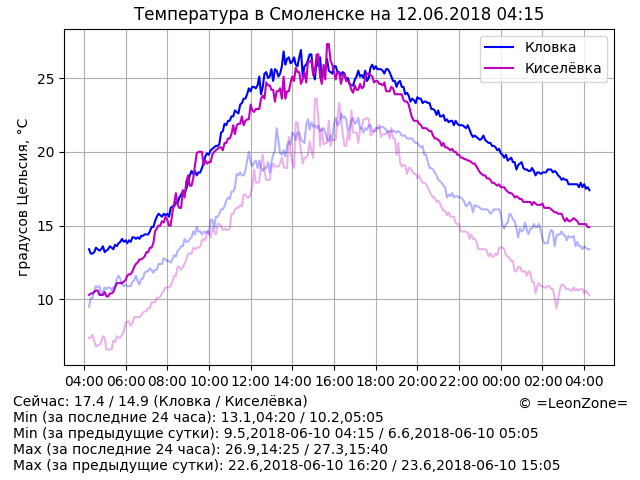 Температура в Смоленске на 12.06.2018 04:15
Кловка
Киселёвка
градусов Цельсия, °C
25
20
15
10
04:00 06:00 08:00 10:00 12:00 14:00 16:00 18:00 20:00 22:00 00:00 02:00 04:00
Сейчас: 17.4 / 14.9 (Кловка / Киселёвка)
© =LeonZone=
Min (за последние 24 часа): 13.1,04:20 / 10.2,05:05
Min (за предыдущие сутки): 9.5,2018-06-10 04:15 / 6.6,2018-06-10 05:05
Max (за последние 24 часа): 26.9,14:25 / 27.3,15:40
Max (за предыдущие сутки): 22.6,2018-06-10 16:20 / 23.6,2018-06-10 15:05